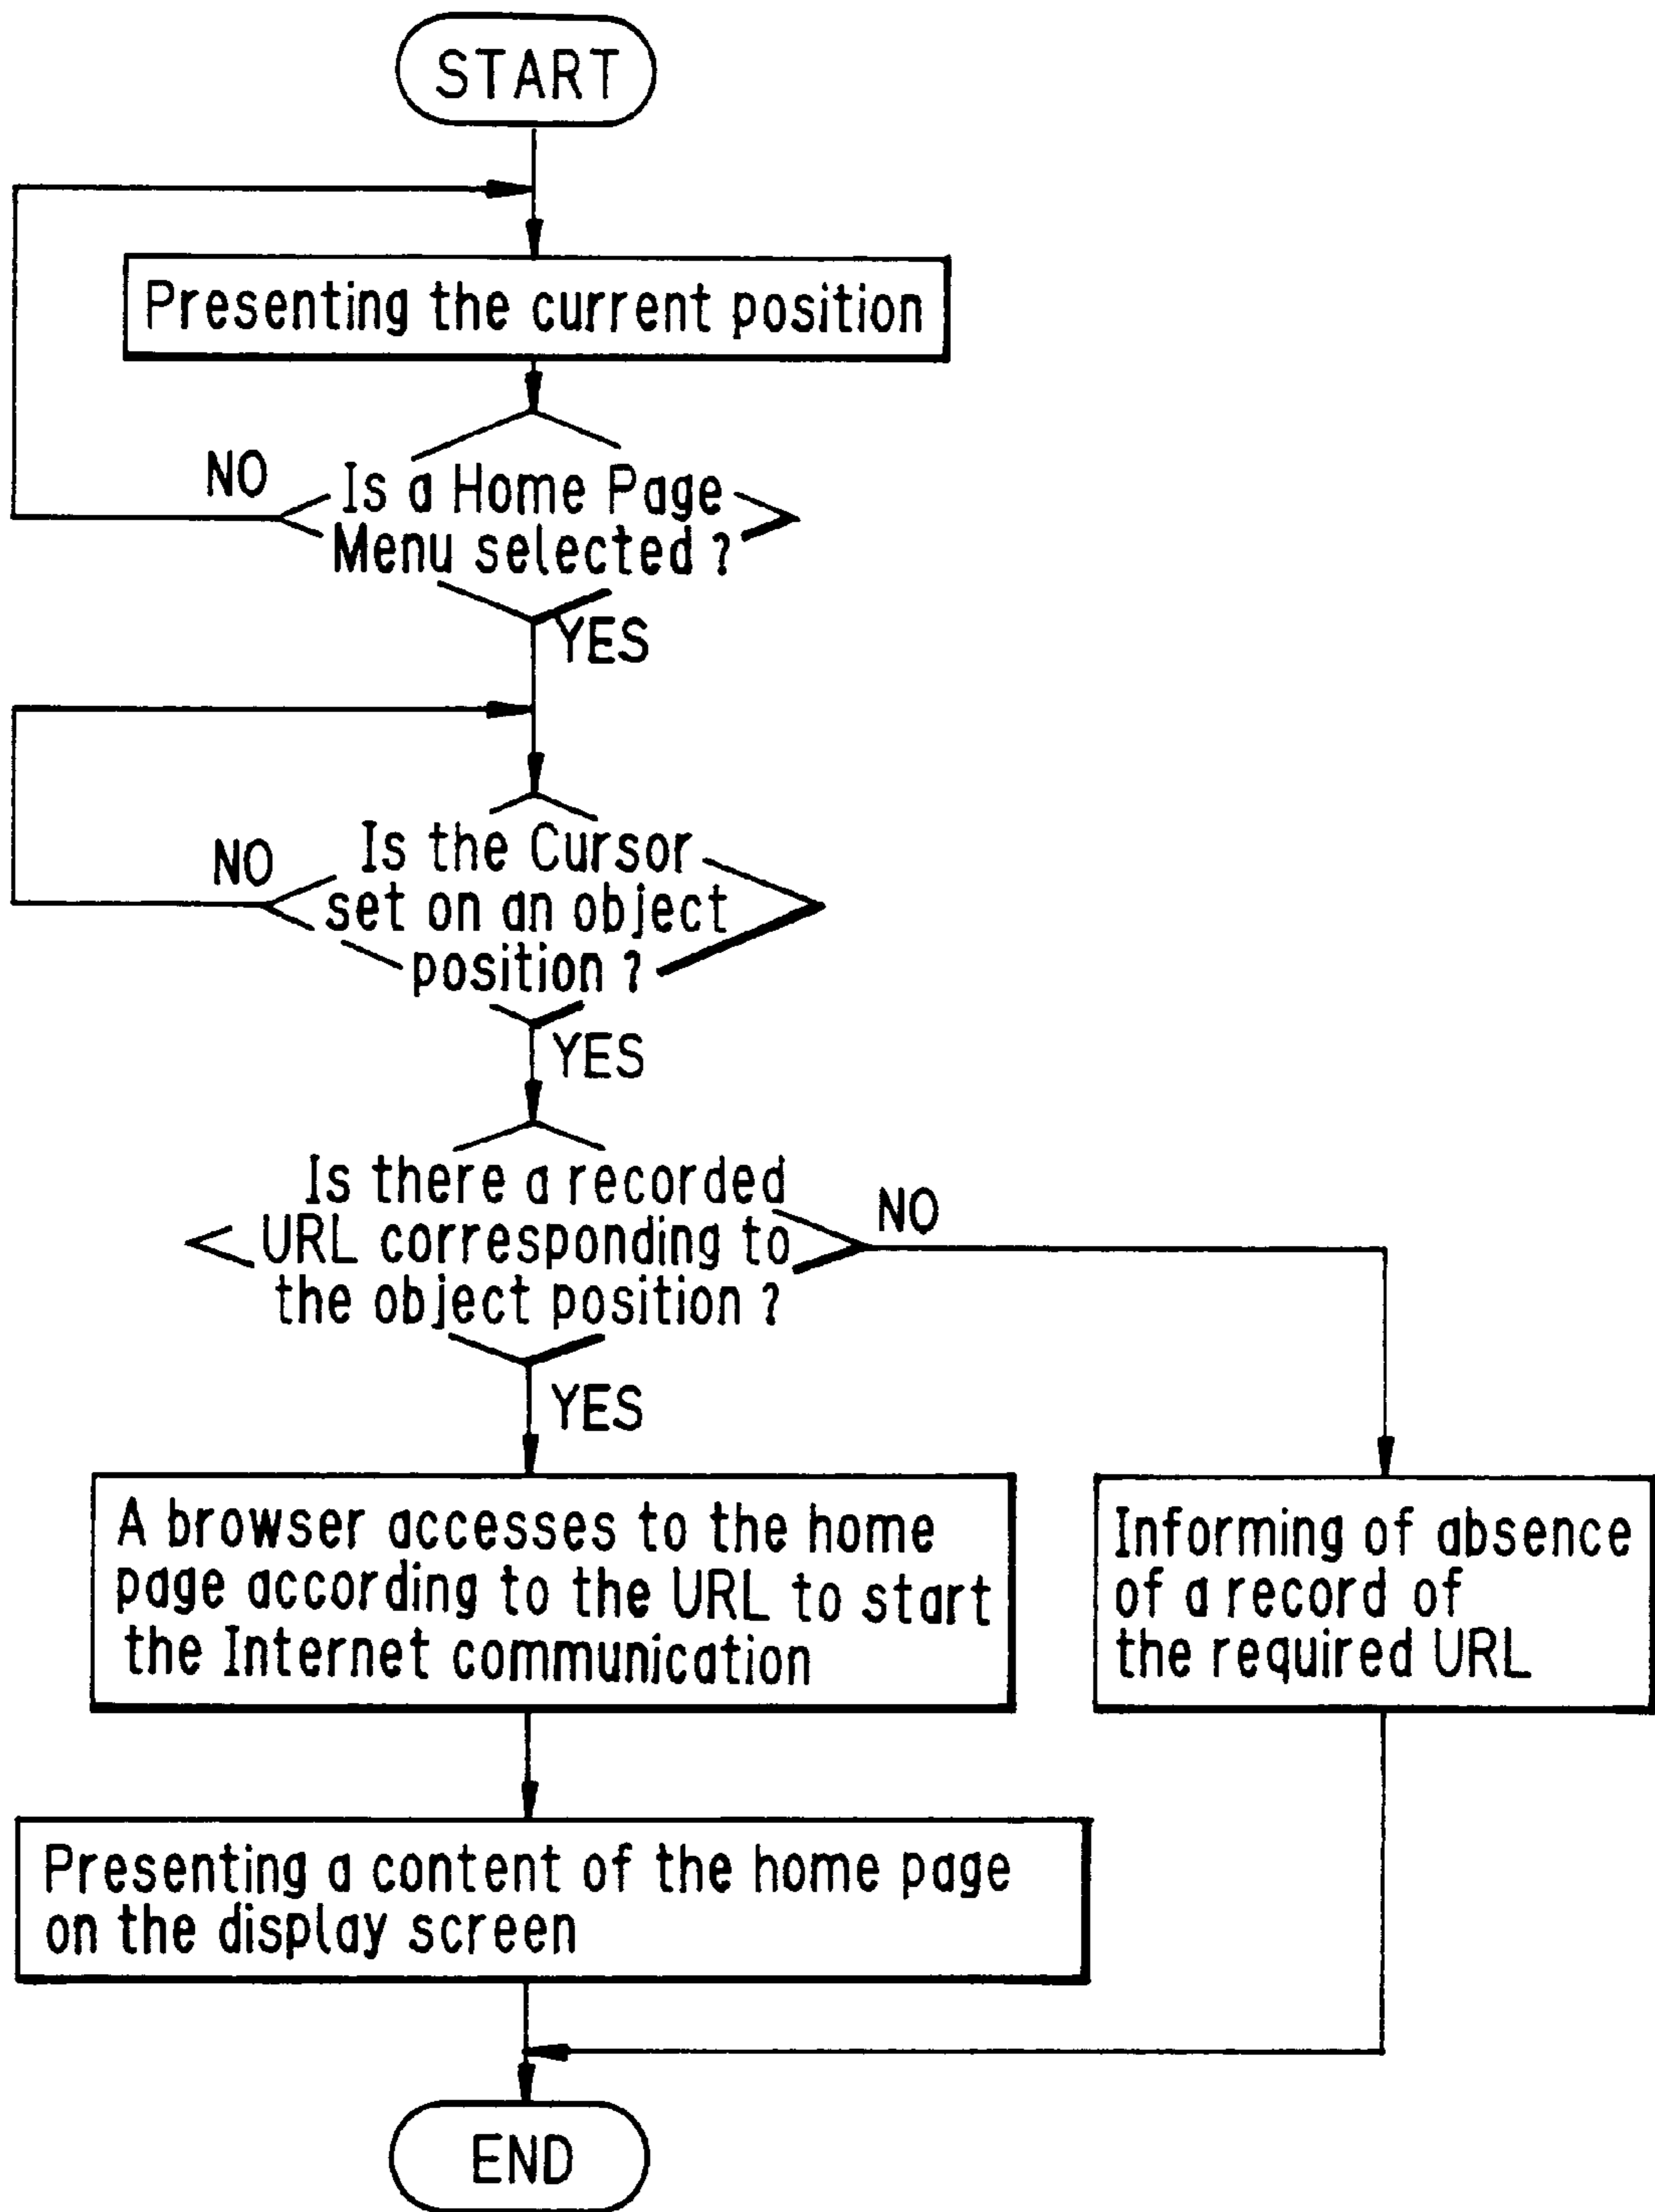 START
Presenting the current position
NO
Is a Home Page
Menu selected ?
YES
NO
Is the Cursor
set on an object
position ?
YES
Is there a recorded
URL corresponding to
the object position ?
NO
YES
A browser accesses to the home
page according to the URL to start
the Internet communication
Informing of absence
of a record of
the required URL
Presenting a content of the home page
on the display screen
END